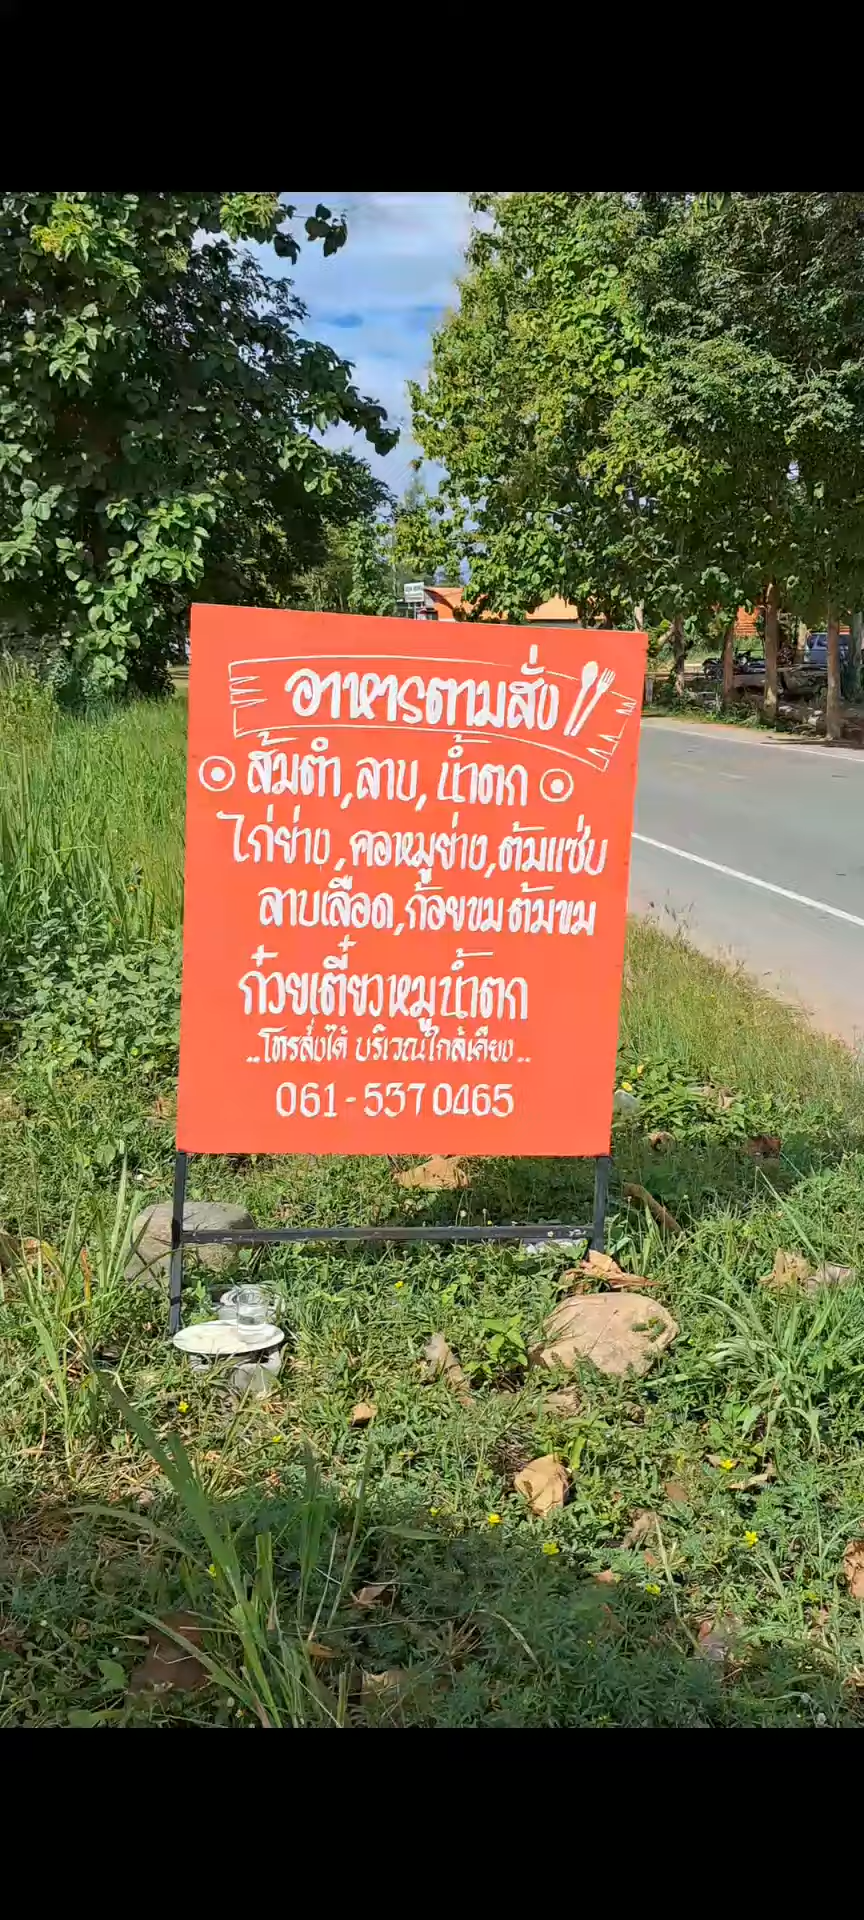 อาหารตามสั่ง
ส้มตำ, ลาบ, น้ำตก
ไก่ย่าง, คอหมูย่าง, ต้มแซ่บ
ลาบเลือด, ก้อยขม ต้มขม
ก๋วยเตี๋ยวหมูน้ำตก
..โทรสั่งได้ บริเวณใกล้เคียง..
061-5370465